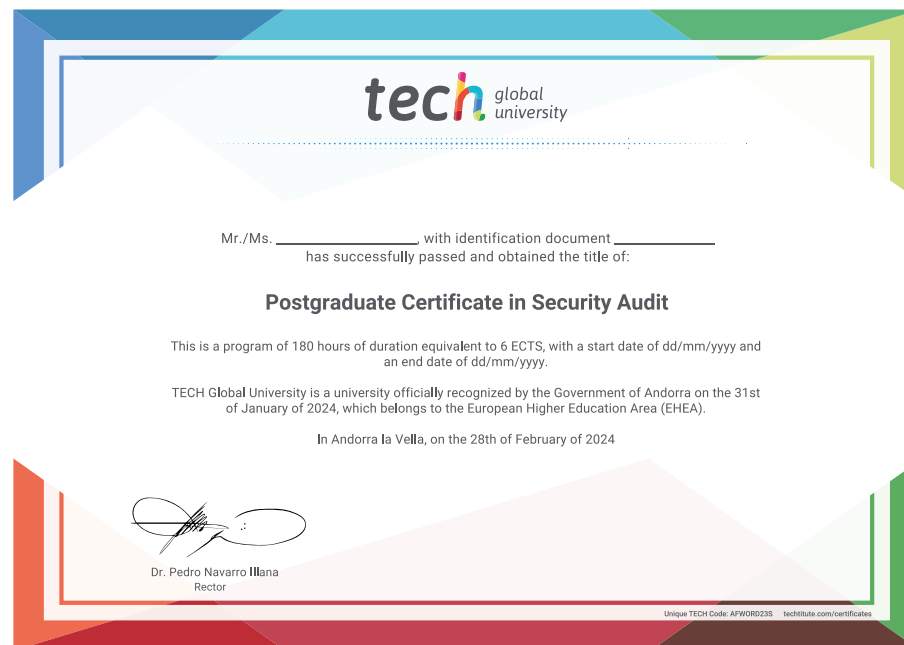 tech global
university
Mr./Ms. ____________, with identification document ____________
has successfully passed and obtained the title of:
Postgraduate Certificate in Security Audit
This is a program of 180 hours of duration equivalent to 6 ECTS, with a start date of dd/mm/yyyy and
an end date of dd/mm/yyyy.
TECH Global University is a university officially recognized by the Government of Andorra on the 31st
of January of 2024, which belongs to the European Higher Education Area (EHEA).
In Andorra la Vella, on the 28th of February of 2024
Dr. Pedro Navarro Illana
Rector
Unique TECH Code: AFWORD23S techtitute.com/certificates